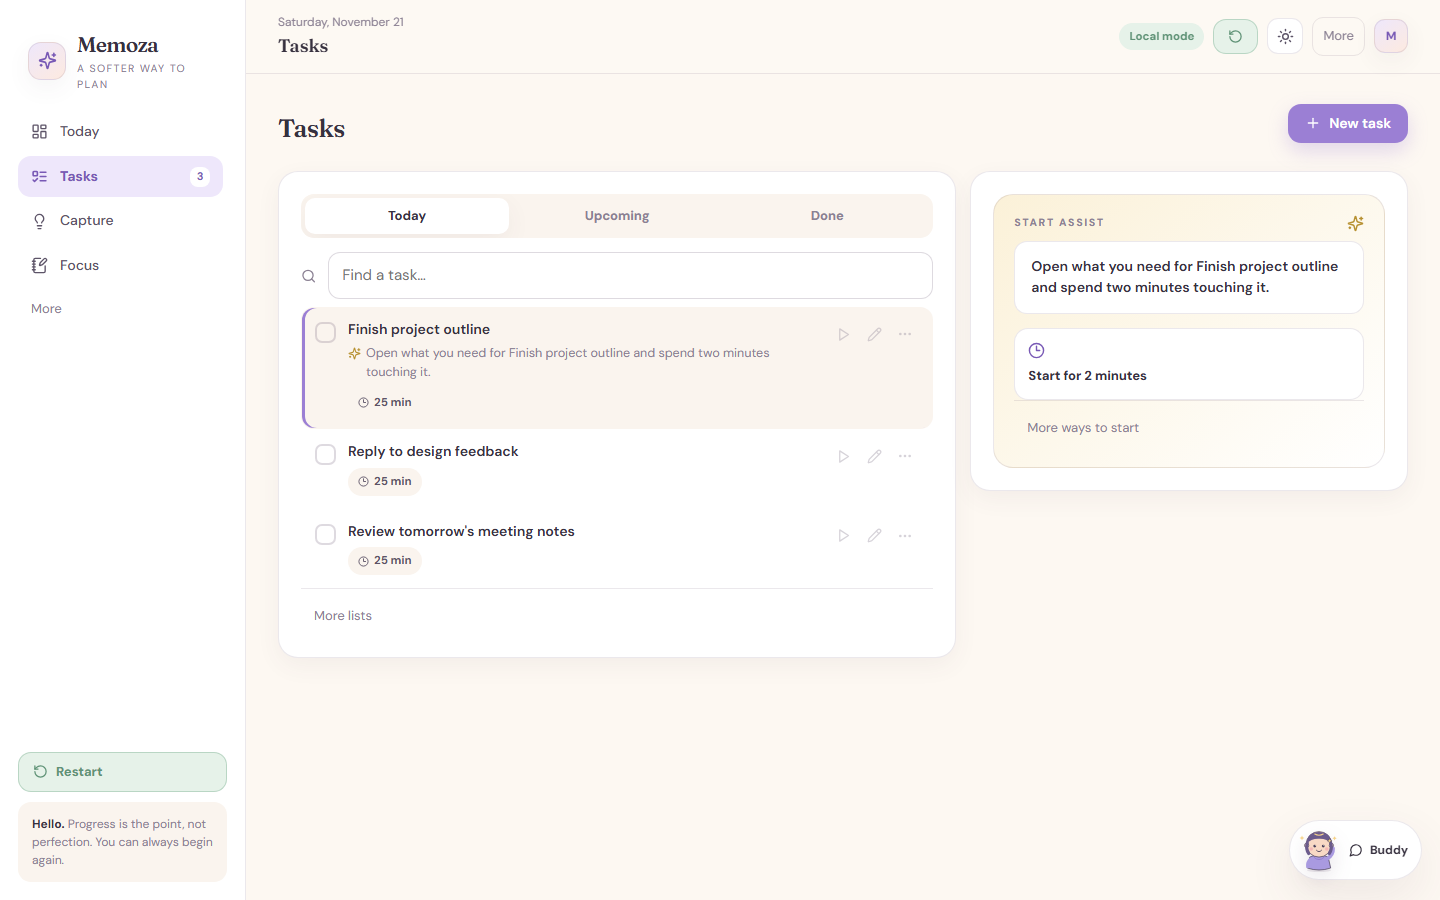 Memoza
A SOFTER WAY TO
PLAN
Today
Tasks
3
Capture
Focus
More
Restart
Hello. Progress is the point, not
perfection. You can always begin
again.
Saturday, November 21
Tasks
Local mode
More
M
Tasks
New task
Today
Upcoming
Done
Find a task...
Finish project outline
Open what you need for Finish project outline and spend two minutes
touching it.
25 min
Reply to design feedback
25 min
Review tomorrow's meeting notes
25 min
More lists
START ASSIST
Open what you need for Finish project outline
and spend two minutes touching it.
Start for 2 minutes
More ways to start
Buddy